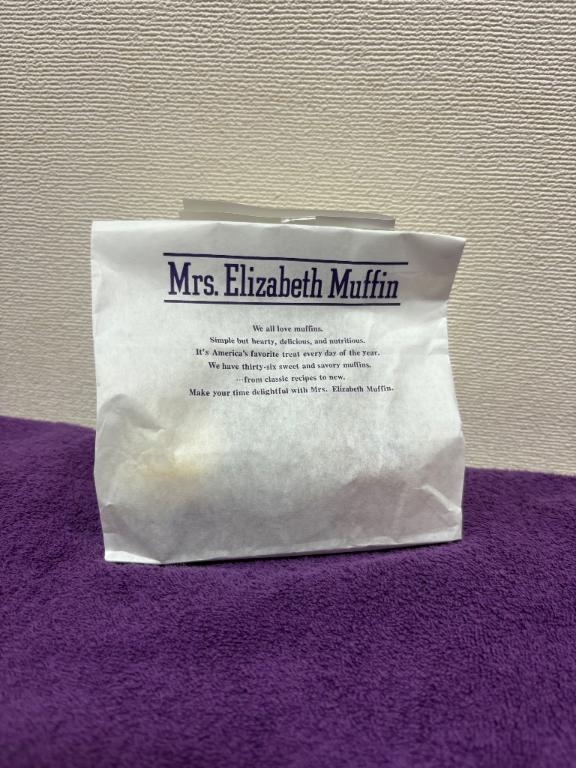 Mrs. Elizabeth Muffin
We all love muffins.
Simple but hearty, delicious, and nutritious.
It's America's favorite treat every day of the year.
We have thirty-six sweet and savory muffins.
…from classic recipes to new.
Make your time delightful with Mrs. Elizabeth Muffin.